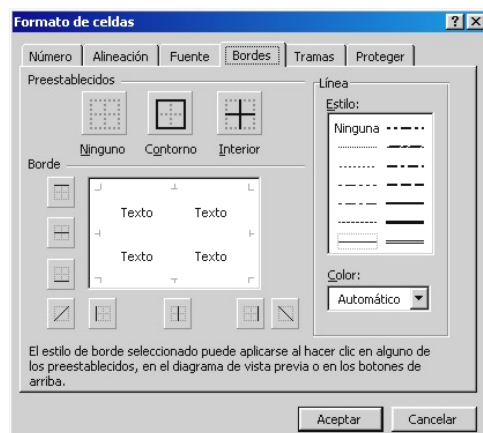 Formato de celdas
Número Alineación Fuente Bordes Tramas Proteger
Preestablecidos
Ninguno Contorno Interior
Borde
Texto Texto
Texto Texto
Línea
Estilo:
Ninguna
Color:
Automático
El estilo de borde seleccionado puede aplicarse al hacer clic en alguno de
los preestablecidos, en el diagrama de vista previa o en los botones de
arriba.
Aceptar Cancelar